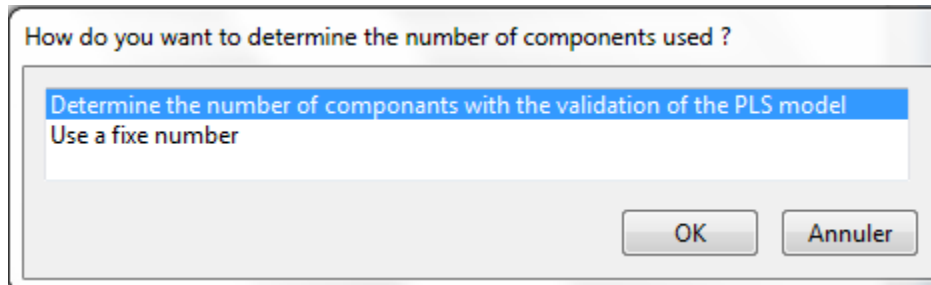 How do you want to determine the number of components used ?
Determine the number of componants with the validation of the PLS model
Use a fixe number
OK
Annuler